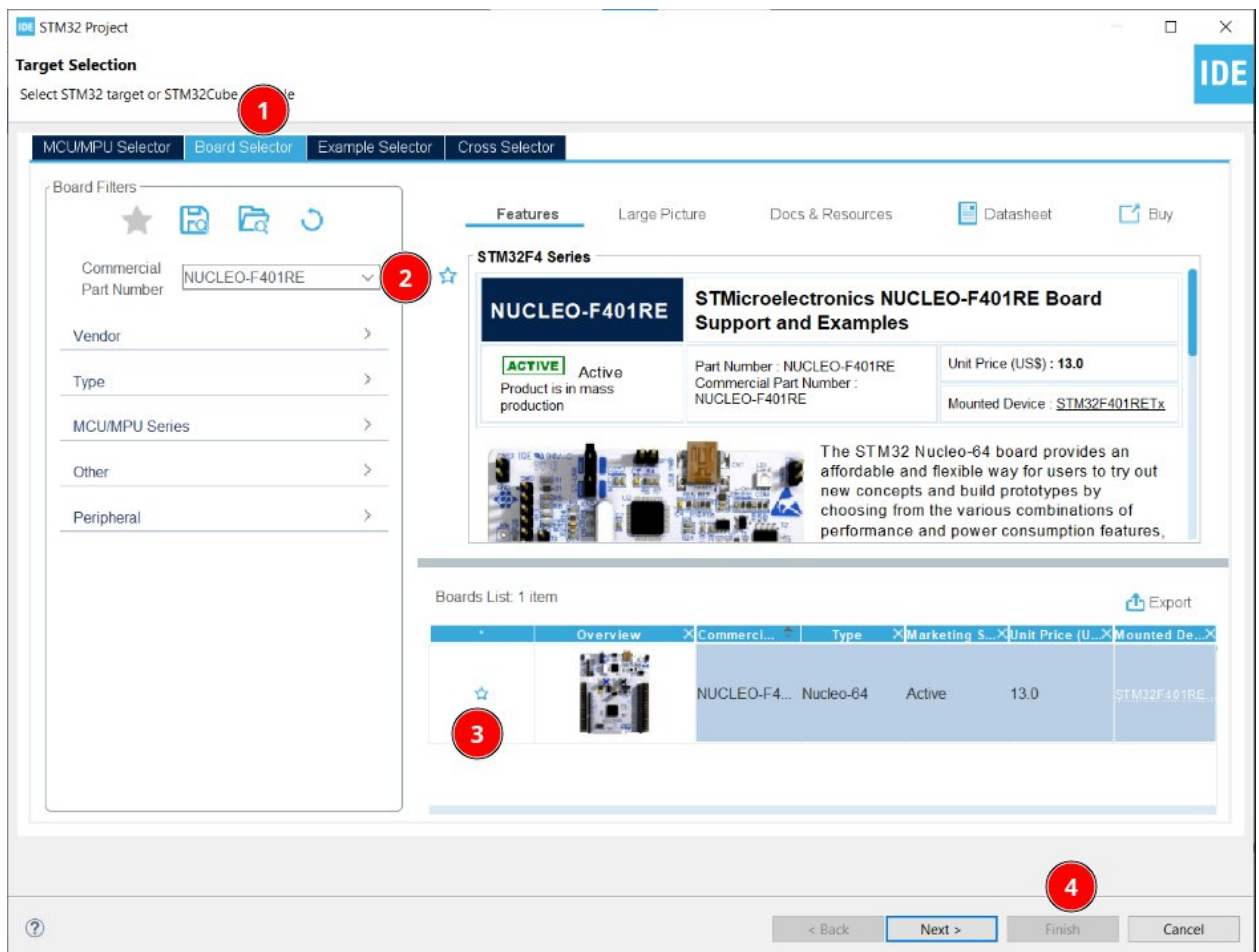 IDE STM32 Project
Target Selection
IDE
Select STM32 target or STM32Cube le
1
MCU/MPU Selector Board Selector Example Selector Cross Selector
Board Filters
Features Large Picture Docs & Resources Datasheet Buy
Commercial
Part Number
NUCLEO-F401RE
2
Vendor
Type
MCU/MPU Series
Other
Peripheral
STM32F4 Series
NUCLEO-F401RE
STMicroelectronics NUCLEO-F401RE Board
Support and Examples
ACTIVE Active
Product is in mass
production
Part Number : NUCLEO-F401RE
Commercial Part Number :
NUCLEO-F401RE
Unit Price (US$) : 13.0
Mounted Device : STM32F401RETx
The STM32 Nucleo-64 board provides an
affordable and flexible way for users to try out
new concepts and build prototypes by
choosing from the various combinations of
performance and power consumption features,
Boards List: 1 item
Export
* Overview Commerci... Type Marketing S... Unit Price (U... Mounted De...
NUCLEO-F4... Nucleo-64 Active 13.0 STM32F401RE...
3
4
< Back Next > Finish Cancel